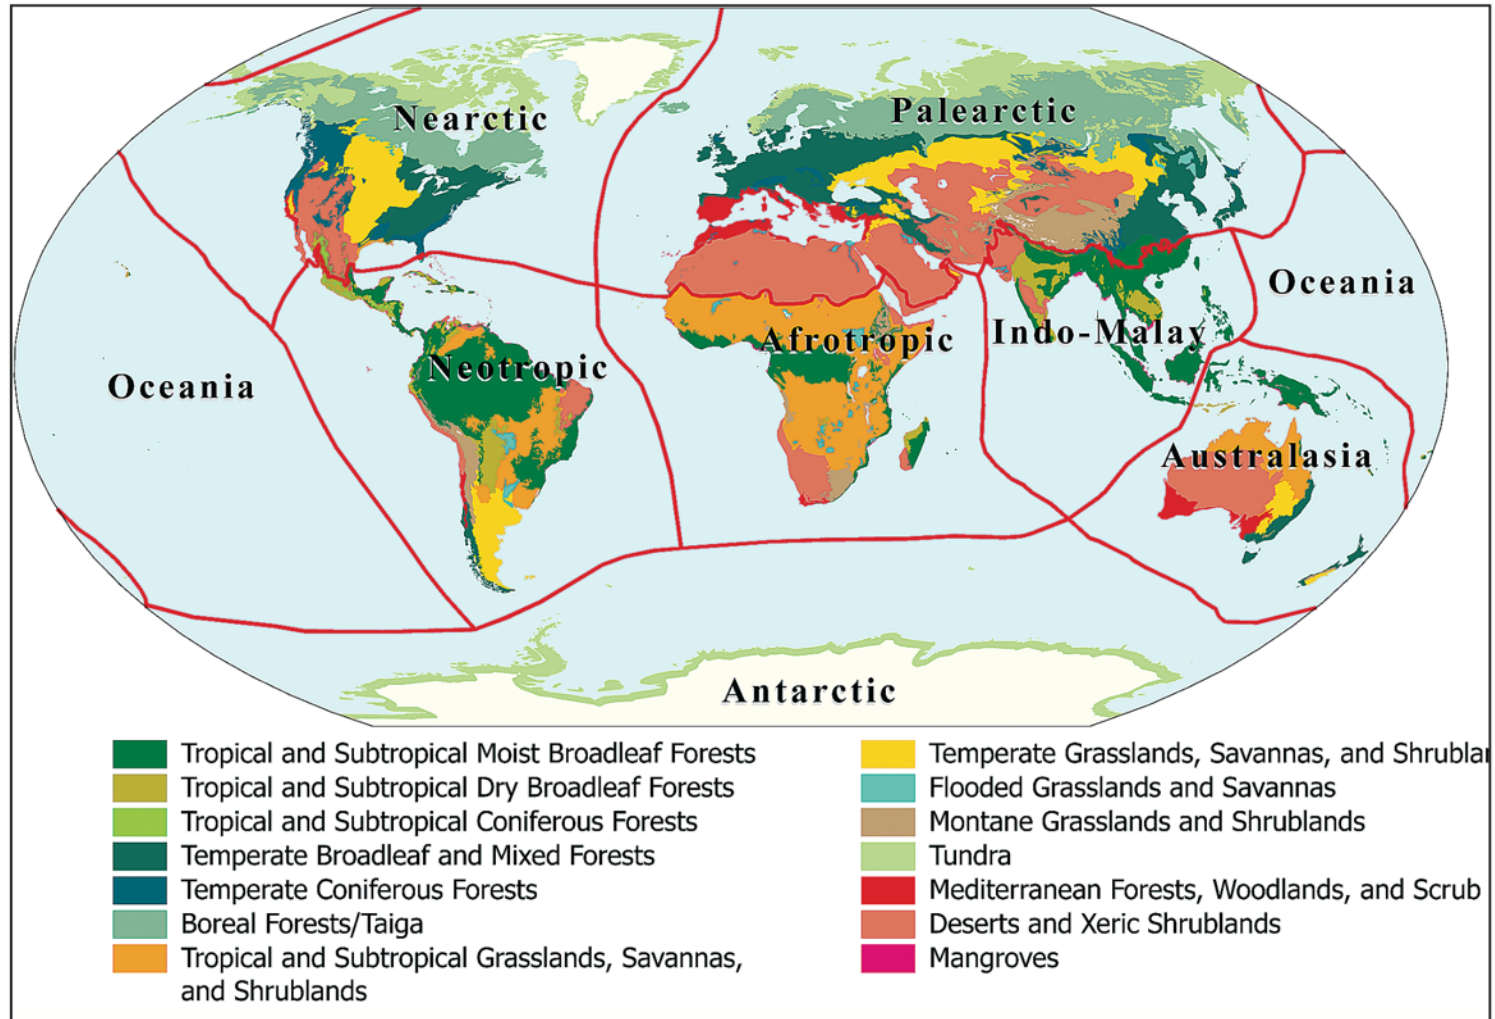 Nearctic
Palearctic
Oceania
Indo-Malay
Afrotropic
Neotropic
Oceania
Australasia
Antarctic
Tropical and Subtropical Moist Broadleaf Forests
Tropical and Subtropical Dry Broadleaf Forests
Tropical and Subtropical Coniferous Forests
Temperate Broadleaf and Mixed Forests
Temperate Coniferous Forests
Boreal Forests/Taiga
Tropical and Subtropical Grasslands, Savannas,
and Shrublands
Temperate Grasslands, Savannas, and Shrublan
Flooded Grasslands and Savannas
Montane Grasslands and Shrublands
Tundra
Mediterranean Forests, Woodlands, and Scrub
Deserts and Xeric Shrublands
Mangroves